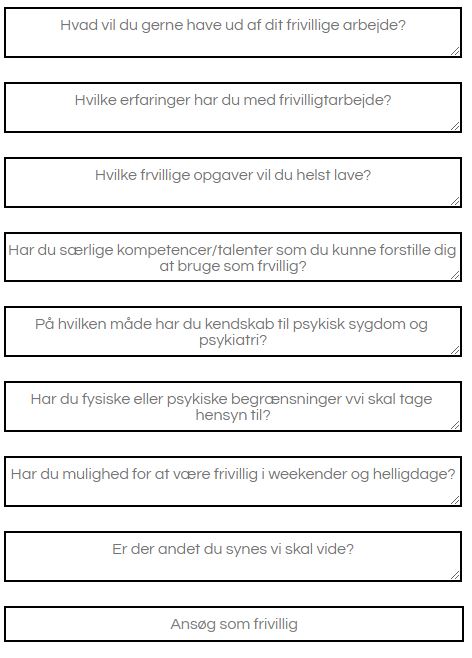 Hvad vil du gerne have ud af dit frivillige arbejde?
Hvilke erfaringer har du med frivilligtarbejde?
Hvilke frvillige opgaver vil du helst lave?
Har du særlige kompetencer/talenter som du kunne forstille dig
at bruge som frvillig?
På hvilken måde har du kendskab til psykisk sygdom og
psykiatri?
Har du fysiske eller psykiske begrænsninger vvi skal tage
hensyn til?
Har du mulighed for at være frivillig i weekender og helligdage?
Er der andet du synes vi skal vide?
Ansøg som frivillig